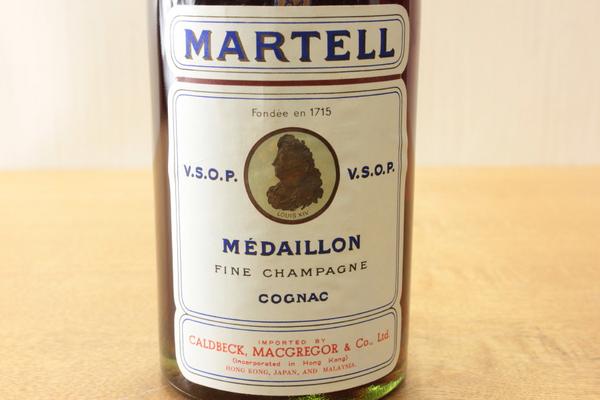 MARTELL
Fondée en 1715
V.S.O.P. V.S.O.P.
LOUIS XIV
MÉDAILLON
FINE CHAMPAGNE
COGNAC
IMPORTED BY
CALDBECK, MACGREGOR & Co., Ltd.
(Incorporated in Hong Kong)
HONG KONG, JAPAN, AND MALAYSIA.